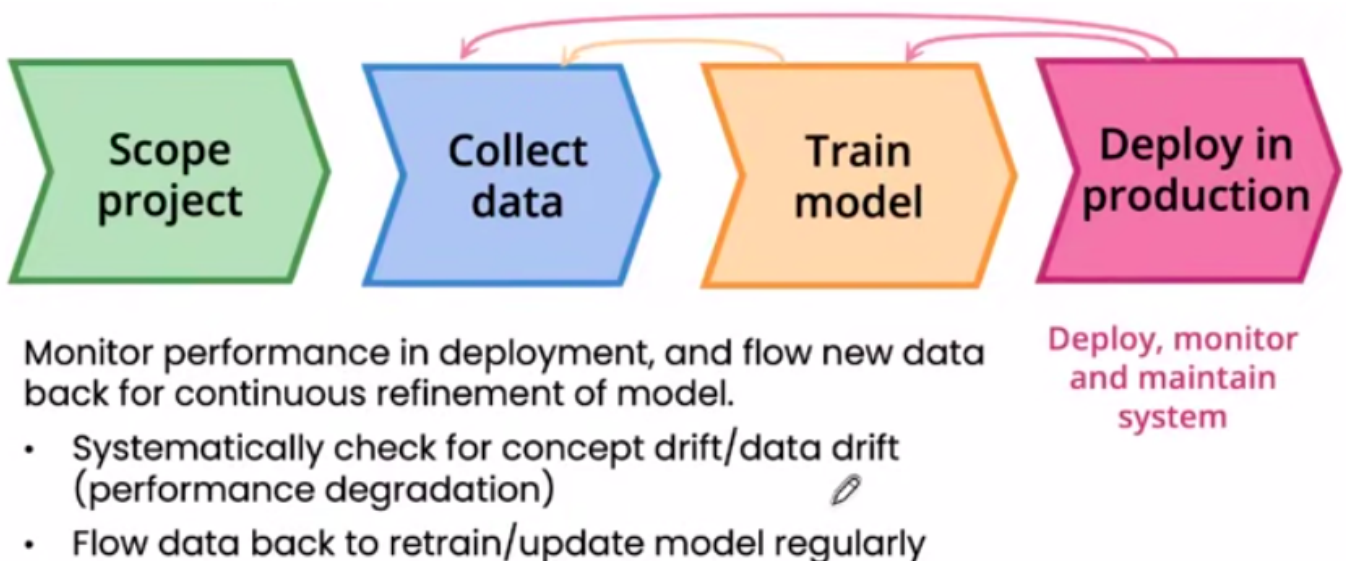 Scope
project
Collect
data
Train
model
Deploy in
production
Monitor performance in deployment, and flow new data
back for continuous refinement of model.
• Systematically check for concept drift/data drift
(performance degradation)
• Flow data back to retrain/update model regularly
Deploy, monitor
and maintain
system